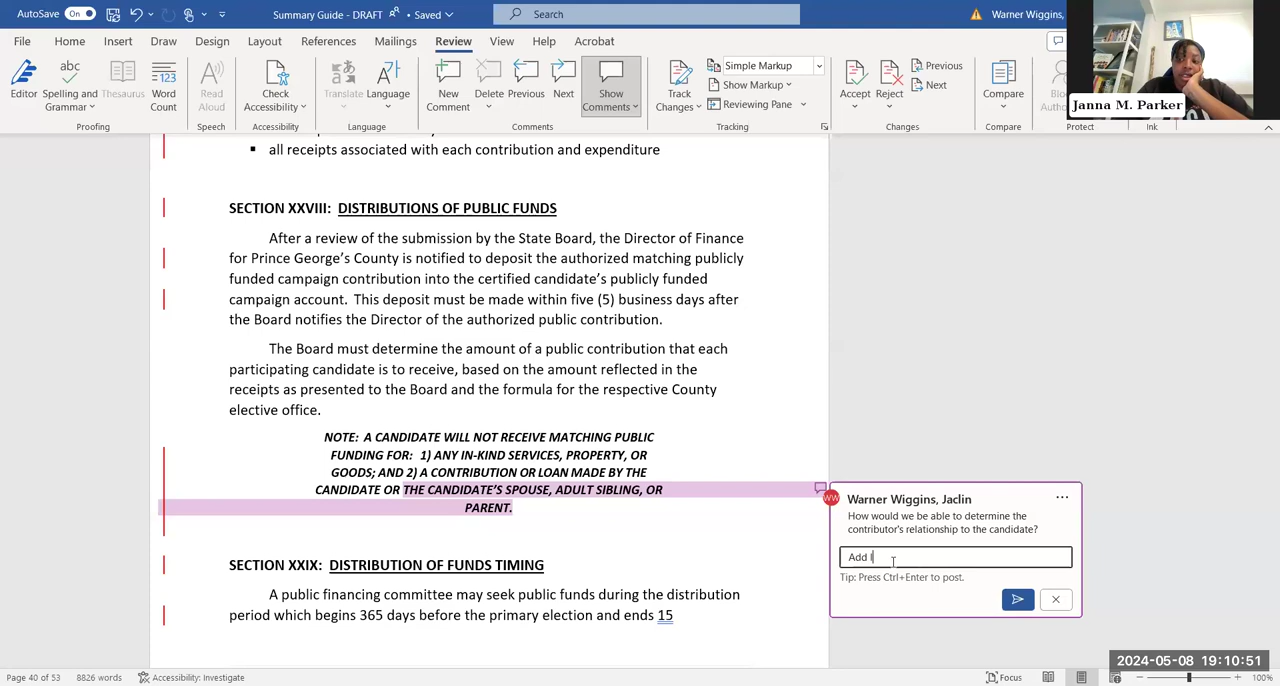 AutoSave On Summary Guide - DRAFT • Saved Search Warner Wiggins,
File Home Insert Draw Design Layout References Mailings Review View Help Acrobat
Editor
Spelling and Grammar
Thesaurus
Word Count
Read Aloud
Check Accessibility
Translate
Language
New Comment
Delete
Previous
Next
Show Comments
Track Changes
Simple Markup
Show Markup
Reviewing Pane
Accept
Reject
Previous
Next
Compare
Janna M. Parker
Proofing Speech Accessibility Language Comments Tracking Changes Compare Protect Ink
all receipts associated with each contribution and expenditure
SECTION XXVIII: DISTRIBUTIONS OF PUBLIC FUNDS
After a review of the submission by the State Board, the Director of Finance
for Prince George's County is notified to deposit the authorized matching publicly
funded campaign contribution into the certified candidate's publicly funded
campaign account. This deposit must be made within five (5) business days after
the Board notifies the Director of the authorized public contribution.
The Board must determine the amount of a public contribution that each
participating candidate is to receive, based on the amount reflected in the
receipts as presented to the Board and the formula for the respective County
elective office.
NOTE: A CANDIDATE WILL NOT RECEIVE MATCHING PUBLIC
FUNDING FOR: 1) ANY IN-KIND SERVICES, PROPERTY, OR
GOODS; AND 2) A CONTRIBUTION OR LOAN MADE BY THE
CANDIDATE OR THE CANDIDATE'S SPOUSE, ADULT SIBLING, OR
PARENT.
WW Warner Wiggins, Jaclin
How would we be able to determine the
contributor's relationship to the candidate?
Add l
Tip: Press Ctrl+Enter to post.
SECTION XXIX: DISTRIBUTION OF FUNDS TIMING
A public financing committee may seek public funds during the distribution
period which begins 365 days before the primary election and ends 15
2024-05-08 19:10:51
Page 40 of 53 8826 words Accessibility: Investigate Focus 100%